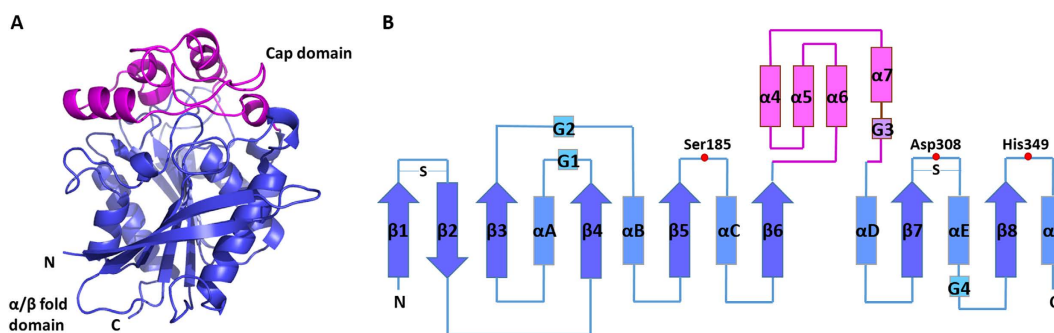 A
Cap domain
N
α/β fold
domain
C
B
G2
G1
Ser185
α4
α5
α6
α7
G3
Asp308
His349
S
S
β1
β2
β3
αA
β4
αB
β5
αC
β6
αD
β7
αE
β8
G4
N